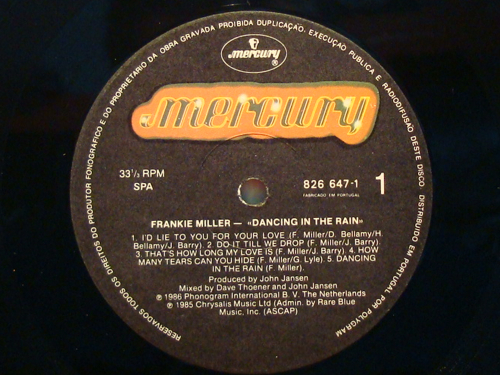 RESERVADOS TODOS OS DIREITOS DO PRODUTOR FONOGRAFICO E DO PROPRIETARIO DA OBRA GRAVADA PROIBIDA DUPLICAÇÃO, EXECUÇÃO PUBLICA E RADIODIFUSÃO DESTE DISCO. DISTRIBUIDO EM PORTUGAL POR POLYGRAM
mercury
®
mercury
33⅓ RPM
SPA
826 647-1
FABRICADO EM PORTUGAL
1
FRANKIE MILLER — «DANCING IN THE RAIN»
1. I'D LIE TO YOU FOR YOUR LOVE (F. Miller/D. Bellamy/H.
Bellamy/J. Barry) 2. DO-IT TILL WE DROP (F. Miller/J. Barry)
3. THAT'S HOW LONG MY LOVE IS (F. Miller/J. Barry) 4. HOW
MANY TEARS CAN YOU HIDE (F. Miller/G. Lyle) 5. DANCING
IN THE RAIN (F. Miller).
Produced by John Jansen
Mixed by Dave Thoener and John Jansen
℗ 1986 Phonogram International B. V. The Netherlands
© 1985 Chrysalis Music Ltd (Admin. by Rare Blue
Music, Inc. (ASCAP)